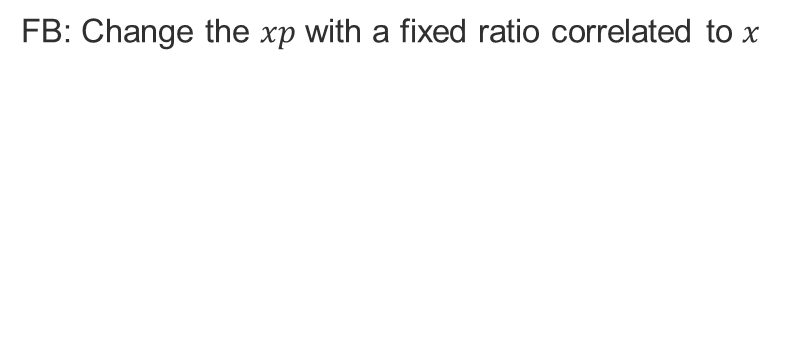 FB: Change the xp with a fixed ratio correlated to x